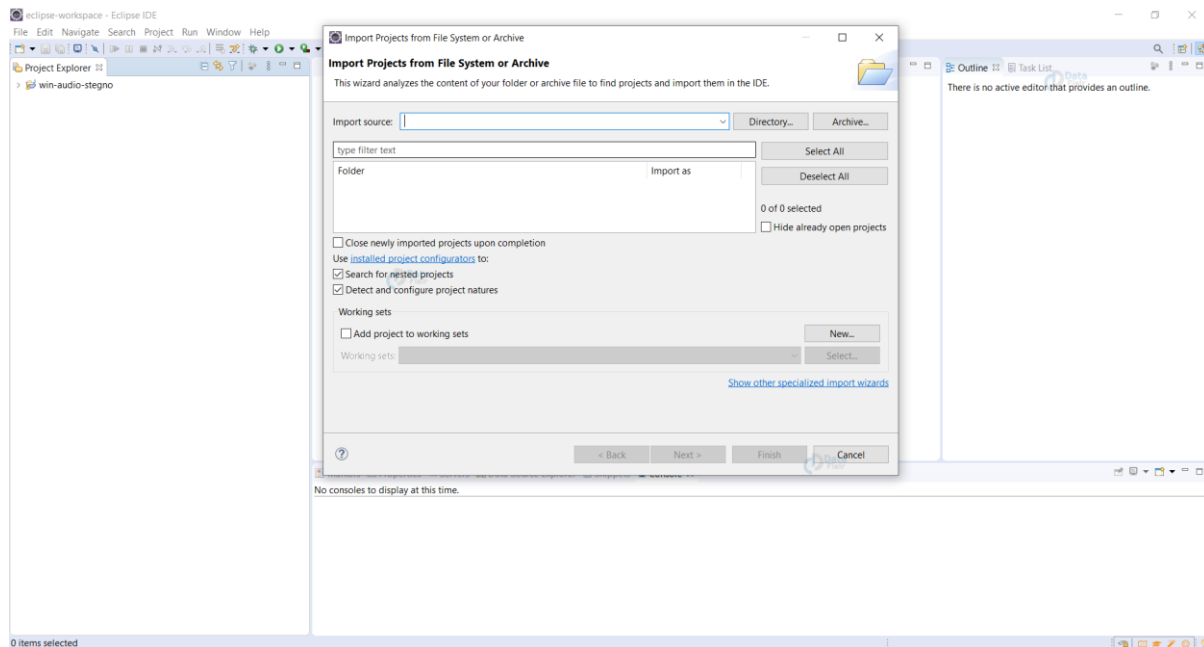 eclipse-workspace - Eclipse IDE
File Edit Navigate Search Project Run Window Help
Project Explorer
win-audio-stegno
Import Projects from File System or Archive
Import Projects from File System or Archive
This wizard analyzes the content of your folder or archive file to find projects and import them in the IDE.
Import source:
Directory...
Archive...
type filter text
Select All
Folder
Import as
Deselect All
0 of 0 selected
Hide already open projects
Close newly imported projects upon completion
Use installed project configurators to:
Search for nested projects
Detect and configure project natures
Working sets
Add project to working sets
New...
Working sets:
Select...
Show other specialized import wizards
< Back
Next >
Finish
Cancel
Outline
Task List
Data
There is no active editor that provides an outline.
No consoles to display at this time.
0 items selected